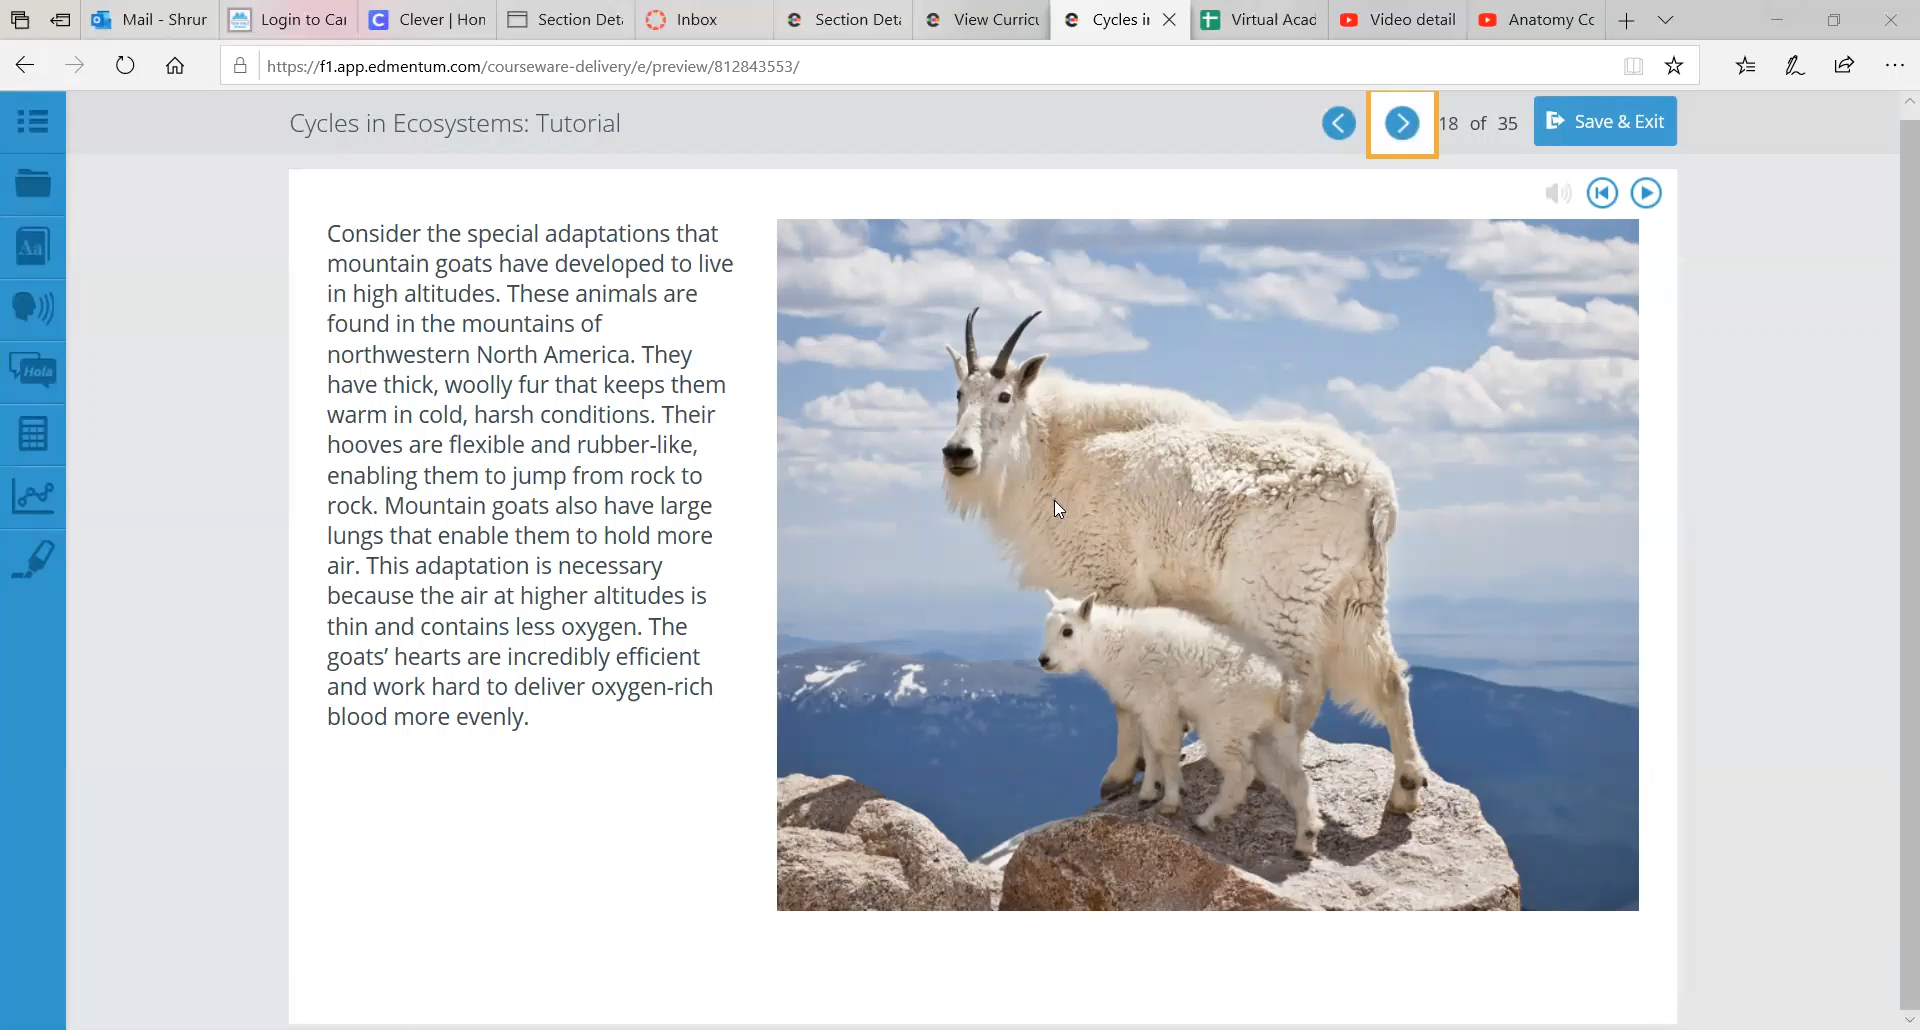 Mail - Shrur
Login to Car
Clever | Hon
Section Deta
Inbox
Section Deta
View Curricu
Cycles in
Virtual Acad
Video detail
Anatomy Cc
https://f1.app.edmentum.com/courseware-delivery/e/preview/812843553/
Cycles in Ecosystems: Tutorial
18 of 35
Save & Exit
Aa
Hola
Consider the special adaptations that
mountain goats have developed to live
in high altitudes. These animals are
found in the mountains of
northwestern North America. They
have thick, woolly fur that keeps them
warm in cold, harsh conditions. Their
hooves are flexible and rubber-like,
enabling them to jump from rock to
rock. Mountain goats also have large
lungs that enable them to hold more
air. This adaptation is necessary
because the air at higher altitudes is
thin and contains less oxygen. The
goats’ hearts are incredibly efficient
and work hard to deliver oxygen-rich
blood more evenly.